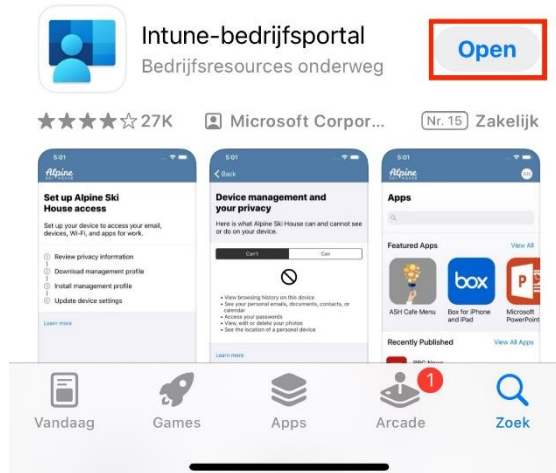 Intune-bedrijfsportal
Open
Bedrijfsresources onderweg
27K
Microsoft Corpor...
Nr. 15 Zakelijk
5:01
Alpine
Set up Alpine Ski
House access
Set up your device to access your email,
devices, Wi-Fi, and apps for work.
Review privacy information
Download management profile
Install management profile
Update device settings
Learn more
5:01
Back
Device management and
your privacy
Here is what Alpine Ski House can and cannot see
or do on your device.
Can't
Can
• View browsing history on this device
• See your personal emails, documents, contacts, or
calendar
• Access your passwords
• View, edit or delete your photos
• See the location of a personal device
Learn more
5:01
Alpine
Apps
Featured Apps
View All
box
P
ASH Cafe Menu
Box for iPhone
and iPad
Microsoft
PowerPoint
Recently Published
View All Apps
BBC News
Vandaag
Games
Apps
1
Arcade
Zoek